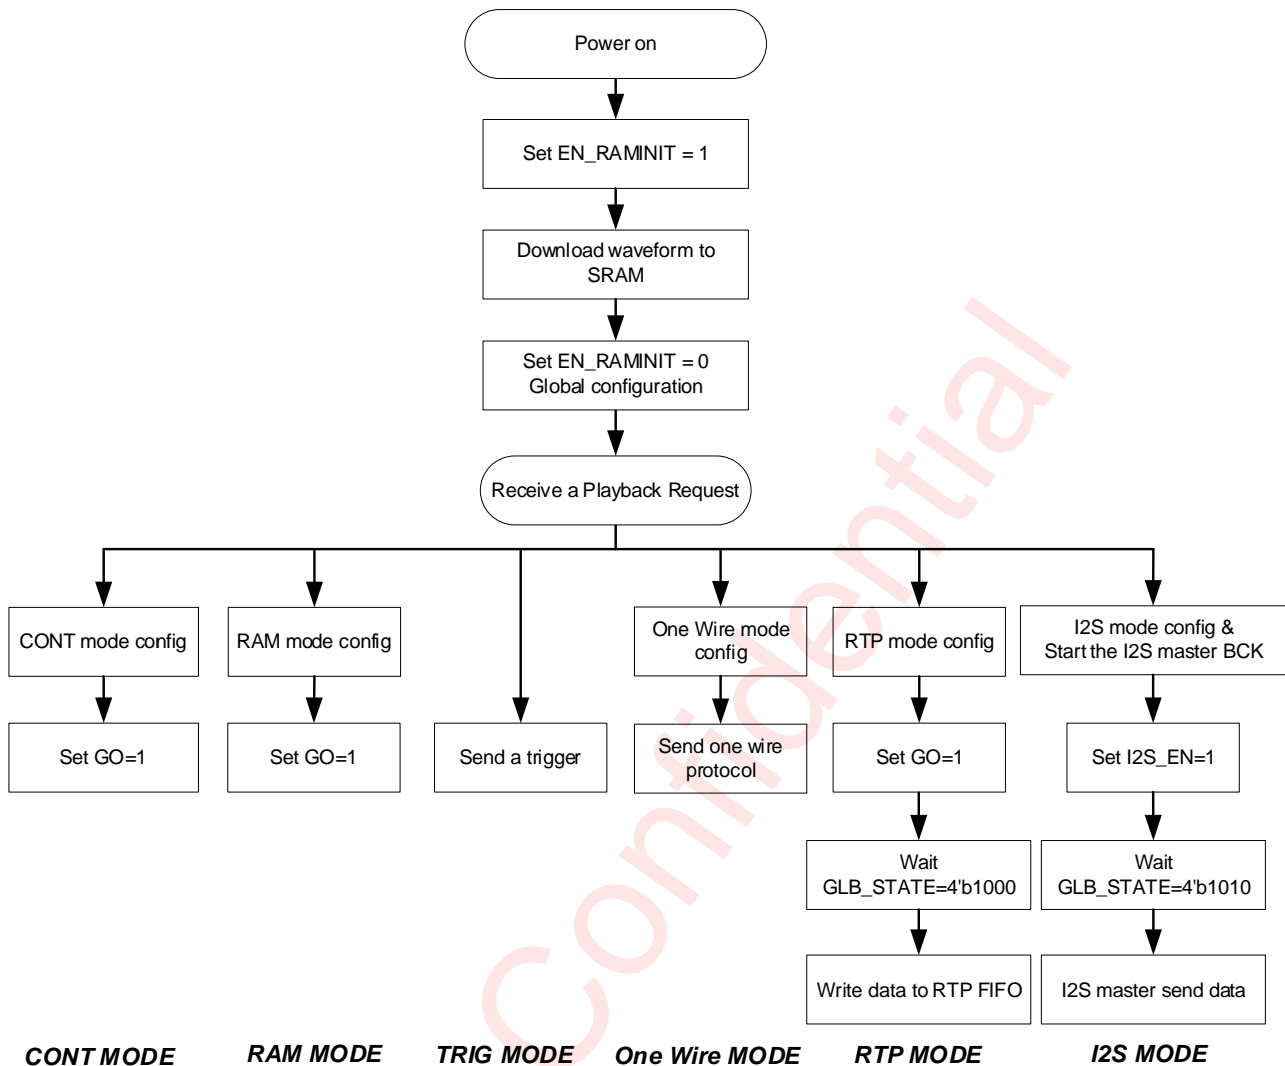 Power on
Set EN_RAMINIT = 1
Download waveform to
SRAM
Set EN_RAMINIT = 0
Global configuration
Receive a Playback Request
CONT mode config
RAM mode config
One Wire mode
config
RTP mode config
I2S mode config &
Start the I2S master BCK
Set GO=1
Set GO=1
Send a trigger
Send one wire
protocol
Set GO=1
Set I2S_EN=1
Wait
GLB_STATE=4'b1000
Wait
GLB_STATE=4'b1010
Write data to RTP FIFO
I2S master send data
CONT MODE
RAM MODE
TRIG MODE
One Wire MODE
RTP MODE
I2S MODE
Confidential